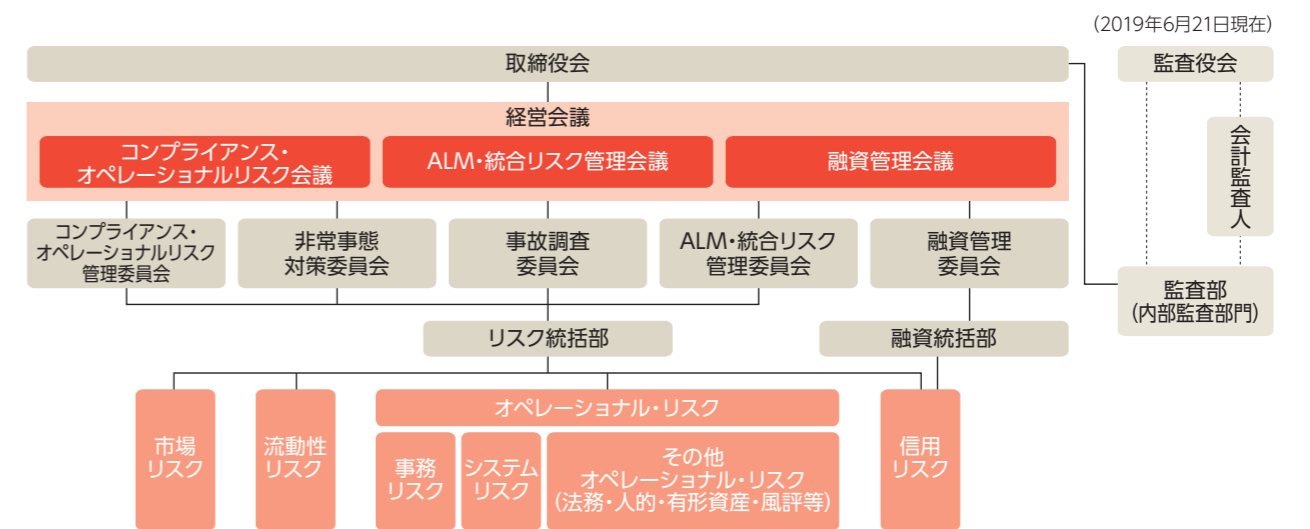 (2019年6月21日現在)
取締役会
監査役会
経営会議
コンプライアンス・
オペレーショナルリスク会議
ALM・統合リスク管理会議
融資管理会議
会計監査人
コンプライアンス・
オペレーショナルリスク
管理委員会
非常事態
対策委員会
事故調査
委員会
ALM・統合リスク
管理委員会
融資管理
委員会
監査部
(内部監査部門)
リスク統括部
融資統括部
市場
リスク
流動性
リスク
オペレーショナル・リスク
事務
リスク
システム
リスク
その他
オペレーショナル・リスク
(法務・人的・有形資産・風評等)
信用
リスク